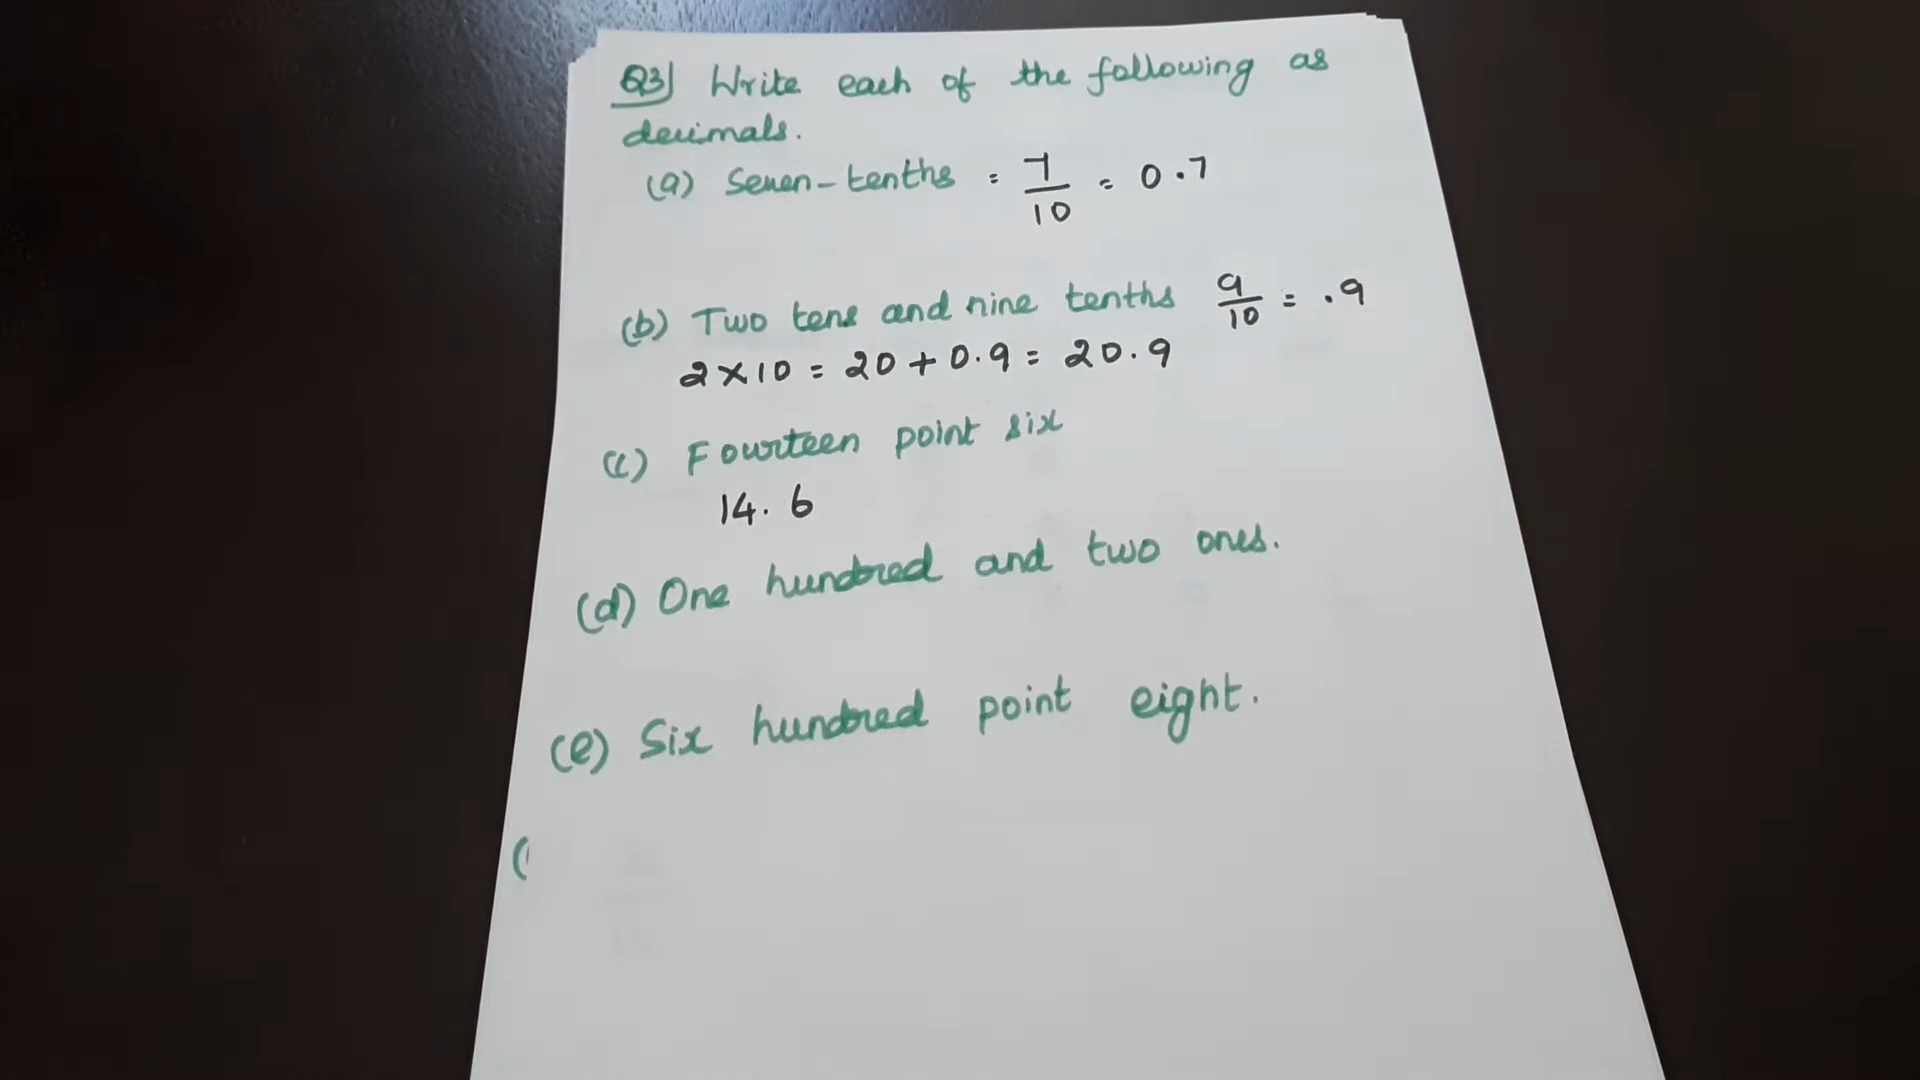 Q3) Write each of the following as
decimals.
(a) Seven-tenths = 7/10 = 0.7
(b) Two tens and nine tenths 9/10 = .9
2×10 = 20 + 0.9 = 20.9
(c) Fourteen point six
14.6
(d) One hundred and two ones.
(e) Six hundred point eight.
(